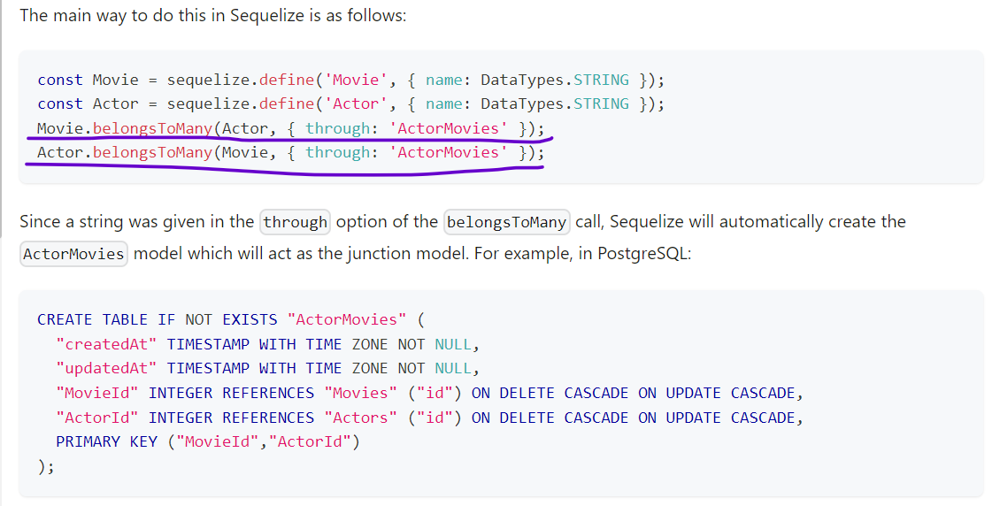 The main way to do this in Sequelize is as follows:
const Movie = sequelize.define('Movie', { name: DataTypes.STRING });
const Actor = sequelize.define('Actor', { name: DataTypes.STRING });
Movie.belongsToMany(Actor, { through: 'ActorMovies' });
Actor.belongsToMany(Movie, { through: 'ActorMovies' });
Since a string was given in the through option of the belongsToMany call, Sequelize will automatically create the
ActorMovies model which will act as the junction model. For example, in PostgreSQL:
CREATE TABLE IF NOT EXISTS "ActorMovies" (
  "createdAt" TIMESTAMP WITH TIME ZONE NOT NULL,
  "updatedAt" TIMESTAMP WITH TIME ZONE NOT NULL,
  "MovieId" INTEGER REFERENCES "Movies" ("id") ON DELETE CASCADE ON UPDATE CASCADE,
  "ActorId" INTEGER REFERENCES "Actors" ("id") ON DELETE CASCADE ON UPDATE CASCADE,
  PRIMARY KEY ("MovieId","ActorId")
);